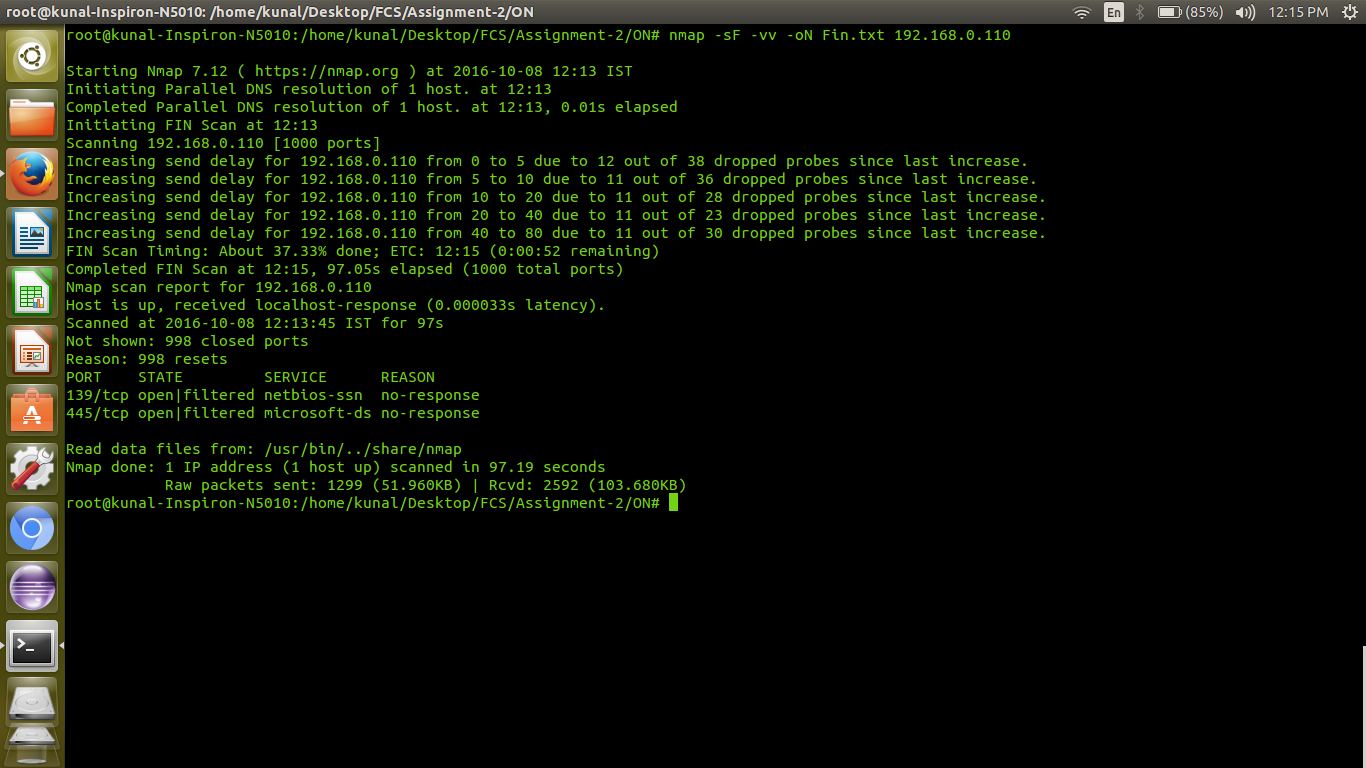 root@kunal-Inspiron-N5010: /home/kunal/Desktop/FCS/Assignment-2/ON En (85%) 12:15 PM
root@kunal-Inspiron-N5010:/home/kunal/Desktop/FCS/Assignment-2/ON# nmap -sF -vv -oN Fin.txt 192.168.0.110
Starting Nmap 7.12 ( https://nmap.org ) at 2016-10-08 12:13 IST
Initiating Parallel DNS resolution of 1 host. at 12:13
Completed Parallel DNS resolution of 1 host. at 12:13, 0.01s elapsed
Initiating FIN Scan at 12:13
Scanning 192.168.0.110 [1000 ports]
Increasing send delay for 192.168.0.110 from 0 to 5 due to 12 out of 38 dropped probes since last increase.
Increasing send delay for 192.168.0.110 from 5 to 10 due to 11 out of 36 dropped probes since last increase.
Increasing send delay for 192.168.0.110 from 10 to 20 due to 11 out of 28 dropped probes since last increase.
Increasing send delay for 192.168.0.110 from 20 to 40 due to 11 out of 23 dropped probes since last increase.
Increasing send delay for 192.168.0.110 from 40 to 80 due to 11 out of 30 dropped probes since last increase.
FIN Scan Timing: About 37.33% done; ETC: 12:15 (0:00:52 remaining)
Completed FIN Scan at 12:15, 97.05s elapsed (1000 total ports)
Nmap scan report for 192.168.0.110
Host is up, received localhost-response (0.000033s latency).
Scanned at 2016-10-08 12:13:45 IST for 97s
Not shown: 998 closed ports
Reason: 998 resets
PORT    STATE         SERVICE      REASON
139/tcp open|filtered netbios-ssn  no-response
445/tcp open|filtered microsoft-ds no-response
Read data files from: /usr/bin/../share/nmap
Nmap done: 1 IP address (1 host up) scanned in 97.19 seconds
           Raw packets sent: 1299 (51.960KB) | Rcvd: 2592 (103.680KB)
root@kunal-Inspiron-N5010:/home/kunal/Desktop/FCS/Assignment-2/ON#